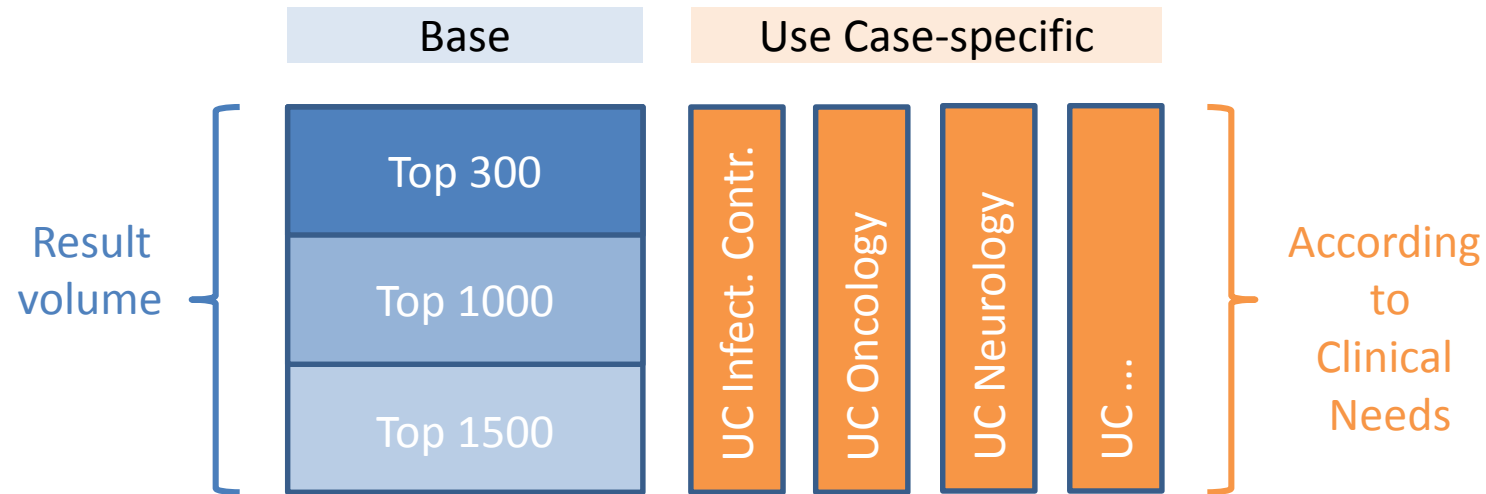 Base
Use Case-specific
Result
volume
Top 300
Top 1000
Top 1500
UC Infect. Contr.
UC Oncology
UC Neurology
UC ...
According
to
Clinical
Needs